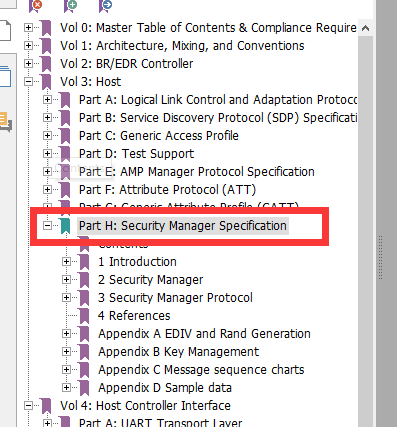 Vol 0: Master Table of Contents & Compliance Require
Vol 1: Architecture, Mixing, and Conventions
Vol 2: BR/EDR Controller
Vol 3: Host
Part A: Logical Link Control and Adaptation Protoco
Part B: Service Discovery Protocol (SDP) Specificati
Part C: Generic Access Profile
Part D: Test Support
Part E: AMP Manager Protocol Specification
Part F: Attribute Protocol (ATT)
Part G: Generic Attribute Profile (GATT)
Part H: Security Manager Specification
Contents
1 Introduction
2 Security Manager
3 Security Manager Protocol
4 References
Appendix A EDIV and Rand Generation
Appendix B Key Management
Appendix C Message sequence charts
Appendix D Sample data
Vol 4: Host Controller Interface
Part A: UART Transport Layer